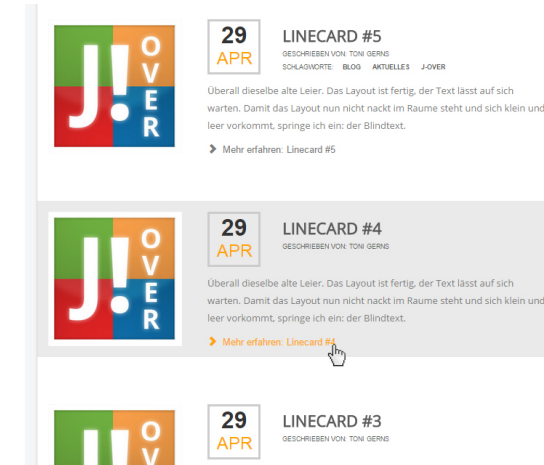 J! OVER
29
APR
LINECARD #5
GESCHRIEBEN VON: TONI GERNS
SCHLAGWORTE: BLOG AKTUELLES J-OVER
Überall dieselbe alte Leier. Das Layout ist fertig, der Text lässt auf sich
warten. Damit das Layout nun nicht nackt im Raume steht und sich klein und
leer vorkommt, springe ich ein: der Blindtext.
Mehr erfahren: Linecard #5
J! OVER
29
APR
LINECARD #4
GESCHRIEBEN VON: TONI GERNS
Überall dieselbe alte Leier. Das Layout ist fertig, der Text lässt auf sich
warten. Damit das Layout nun nicht nackt im Raume steht und sich klein und
leer vorkommt, springe ich ein: der Blindtext.
Mehr erfahren: Linecard #4
J! OV
29
APR
LINECARD #3
GESCHRIEBEN VON: TONI GERNS